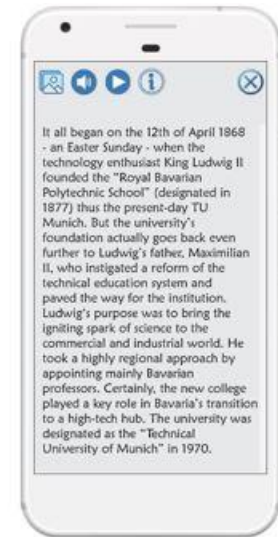 It all began on the 12th of April 1868
- an Easter Sunday - when the
technology enthusiast King Ludwig II
founded the "Royal Bavarian
Polytechnic School" (designated in
1877) thus the present-day TU
Munich. But the university's
foundation actually goes back even
further to Ludwig's father, Maximilian
II, who instigated a reform of the
technical education system and
paved the way for the institution.
Ludwig's purpose was to bring the
igniting spark of science to the
commercial and industrial world. He
took a highly regional approach by
appointing mainly Bavarian
professors. Certainly, the new college
played a key role in Bavaria's transition
to a high-tech hub. The university was
designated as the "Technical
University of Munich" in 1970.